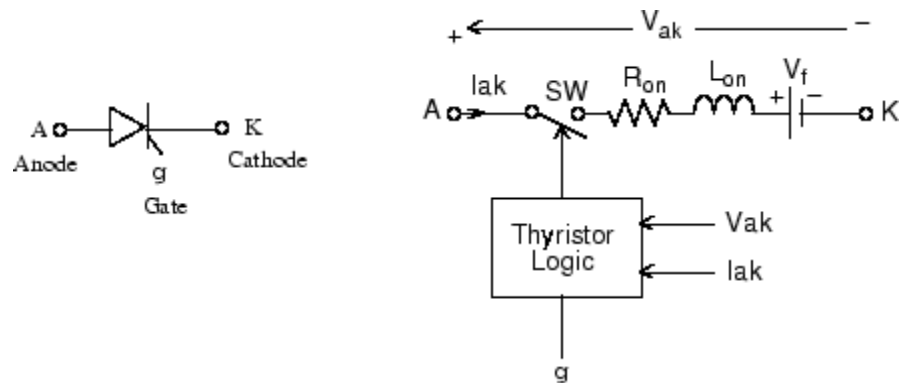 A
Anode
g
Gate
K
Cathode
+ Vak −
A
Iak
SW
Ron
Lon
+ Vf −
K
Thyristor
Logic
Vak
Iak
g